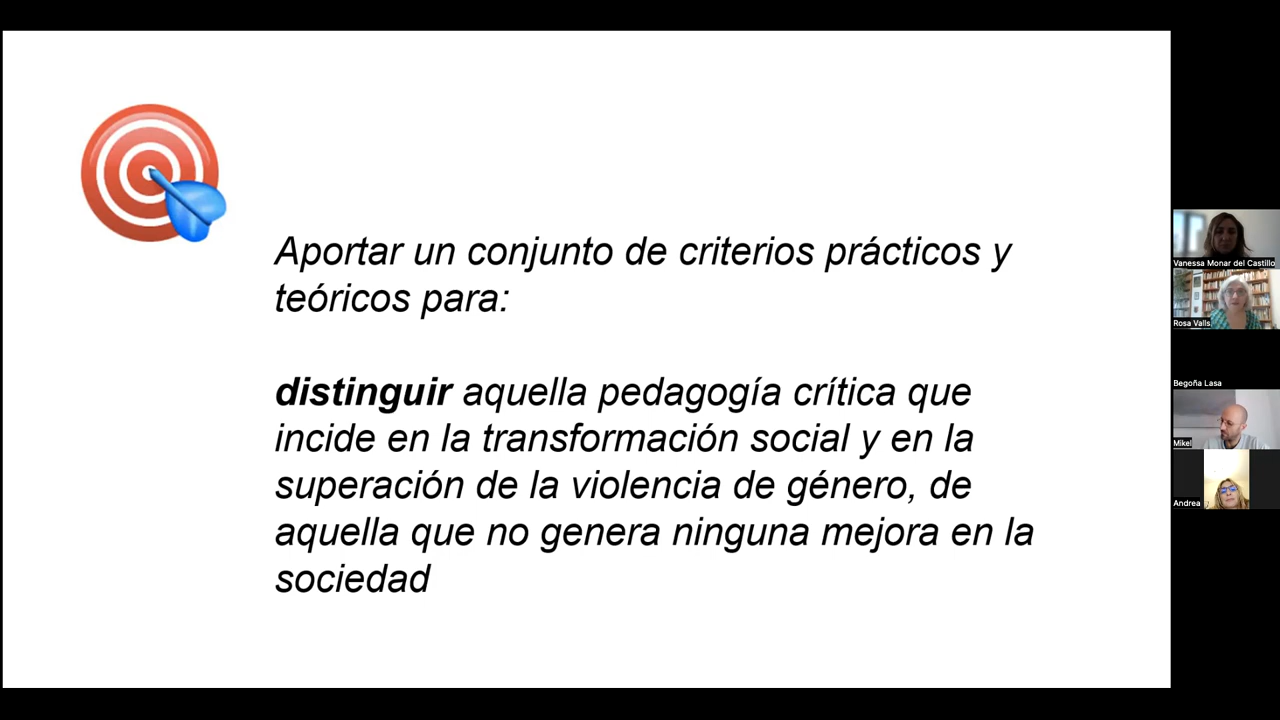 Aportar un conjunto de criterios prácticos y
teóricos para:
distinguir aquella pedagogía crítica que
incide en la transformación social y en la
superación de la violencia de género, de
aquella que no genera ninguna mejora en la
sociedad
Vanessa Monar del Castillo
Rosa Valls
Begoña Lasa
Mikel
Andrea